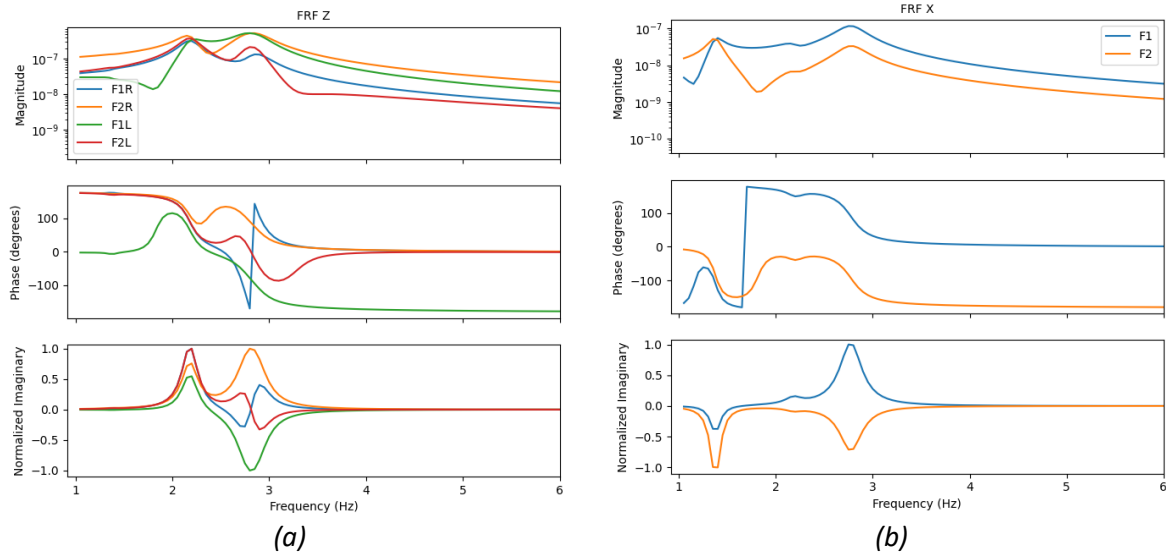 FRF Z
Magnitude
10⁻⁷
10⁻⁸
10⁻⁹
F1R
F2R
F1L
F2L
Phase (degrees)
100
0
−100
Normalized Imaginary
1.0
0.5
0.0
−0.5
−1.0
1 2 3 4 5 6
Frequency (Hz)
(a)
FRF X
Magnitude
10⁻⁷
10⁻⁸
10⁻⁹
10⁻¹⁰
F1
F2
Phase (degrees)
100
0
−100
Normalized Imaginary
1.0
0.5
0.0
−0.5
−1.0
1 2 3 4 5 6
Frequency (Hz)
(b)